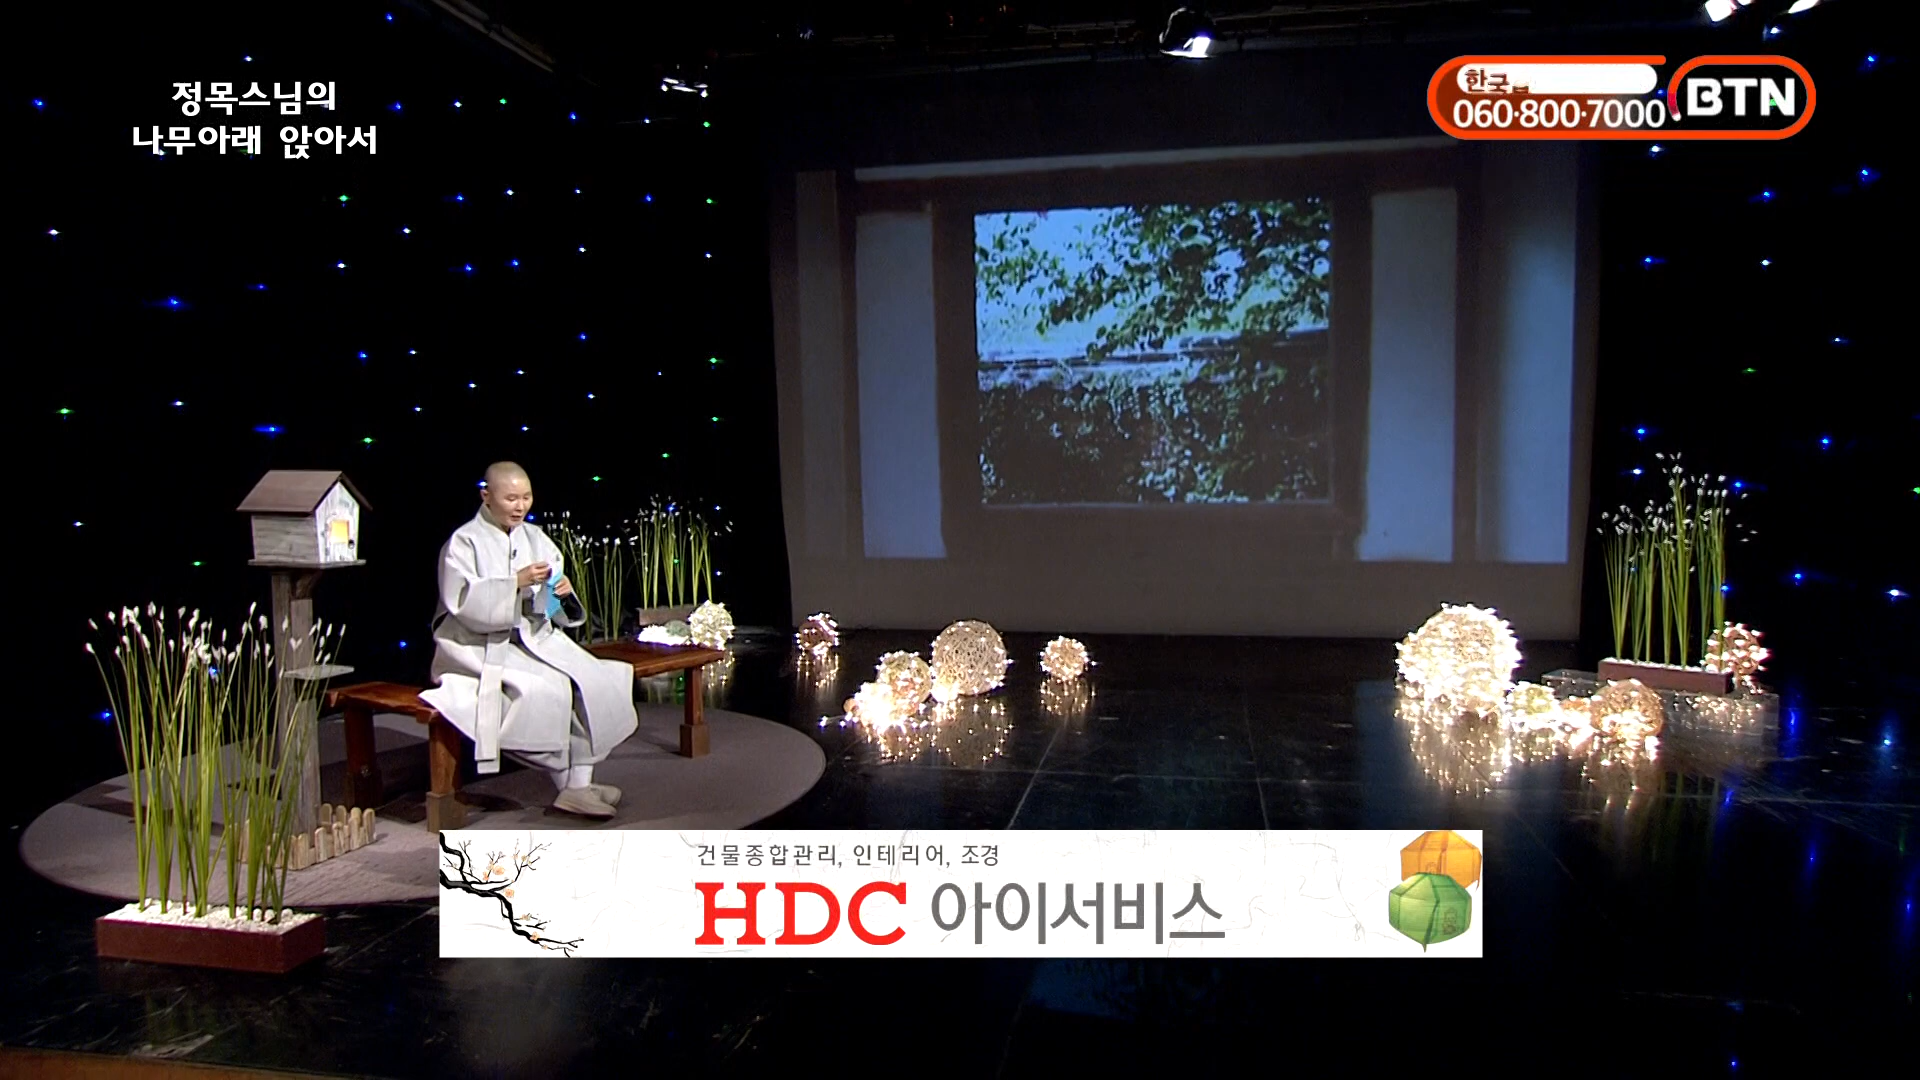 정목스님의
나무아래 앉아서
한국
060·800·7000
BTN
건물종합관리, 인테리어, 조경
HDC 아이서비스